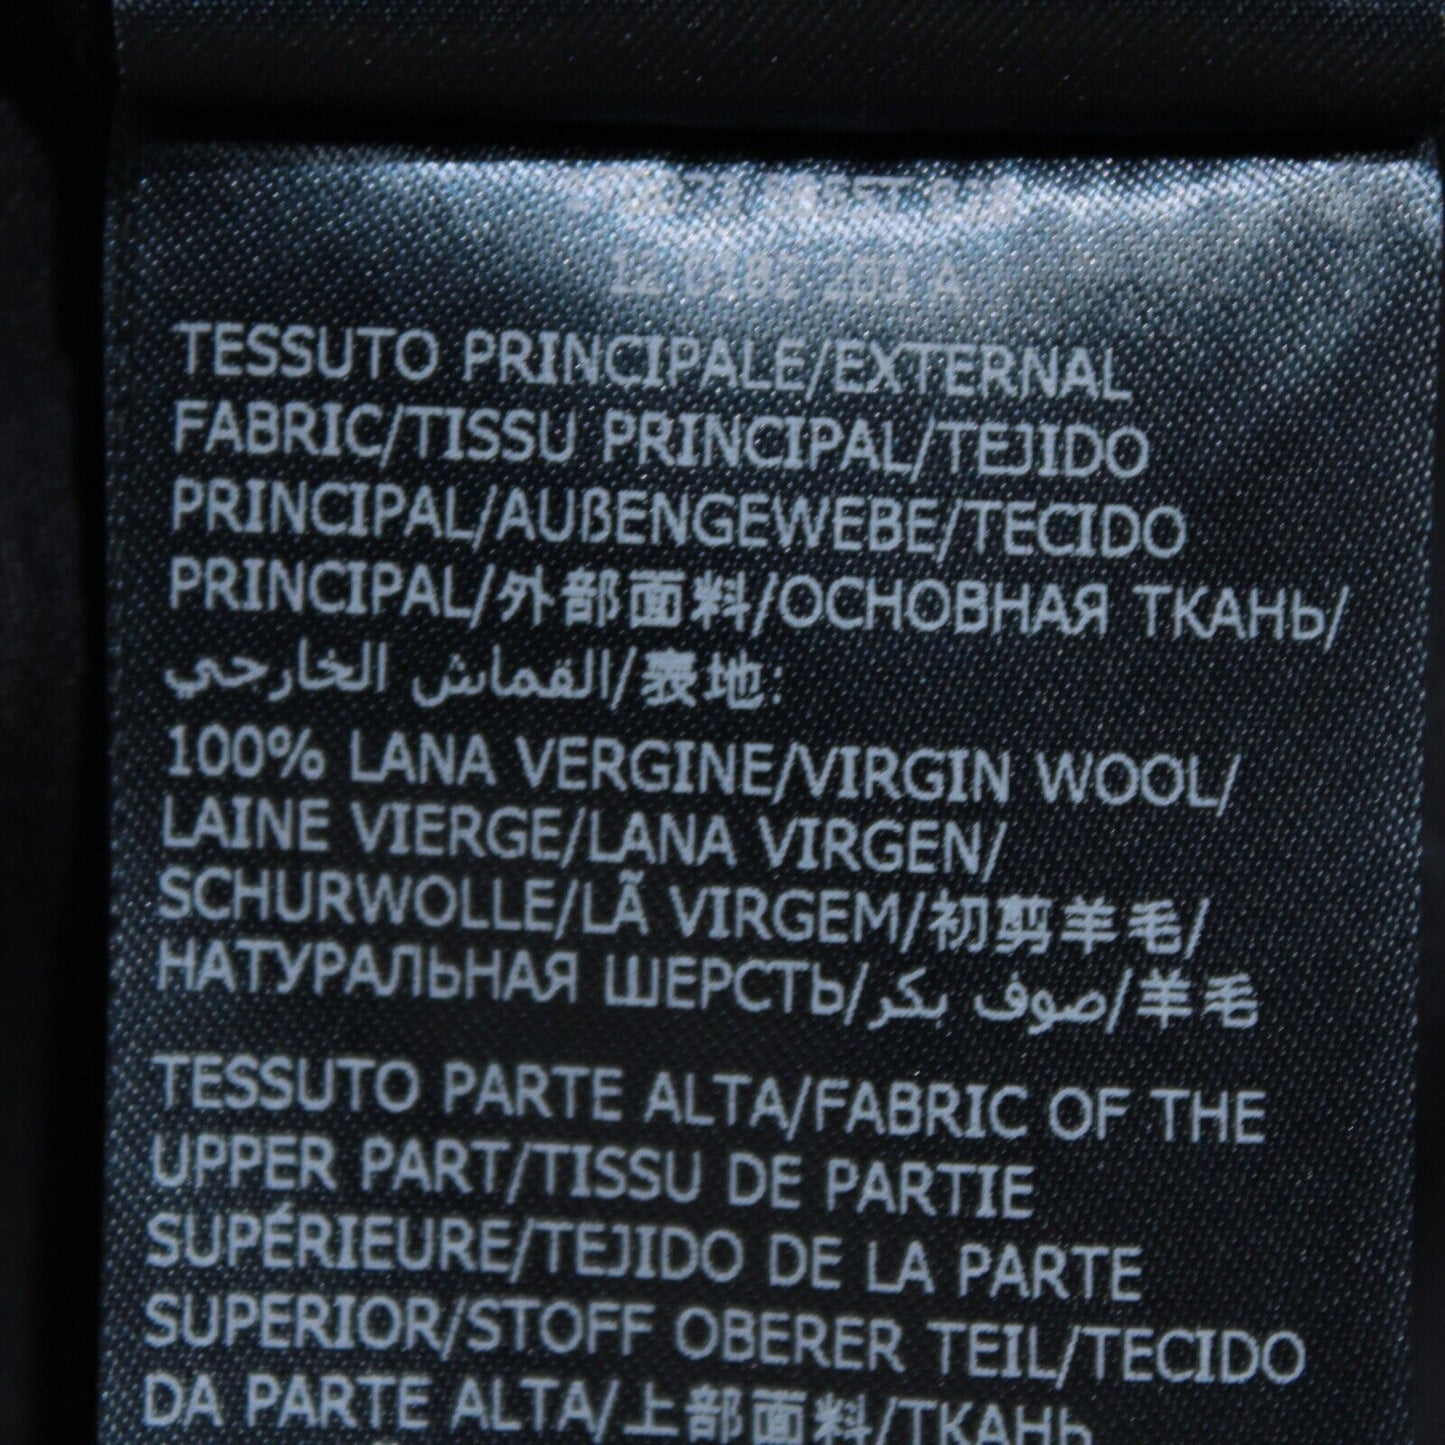 TESSUTO PRINCIPALE/EXTERNAL
FABRIC/TISSU PRINCIPAL/TEJIDO
PRINCIPAL/AUßENGEWEBE/TECIDO
PRINCIPAL/外部面料/ОСНОВНАЯ ТКАНЬ/
القماش الخارجي/表地:
100% LANA VERGINE/VIRGIN WOOL/
LAINE VIERGE/LANA VIRGEN/
SCHURWOLLE/LÃ VIRGEM/初剪羊毛/
НАТУРАЛЬНАЯ ШЕРСТЬ/صوف بكر/羊毛
TESSUTO PARTE ALTA/FABRIC OF THE
UPPER PART/TISSU DE PARTIE
SUPÉRIEURE/TEJIDO DE LA PARTE
SUPERIOR/STOFF OBERER TEIL/TECIDO
DA PARTE ALTA/上部面料/ТКАНЬ